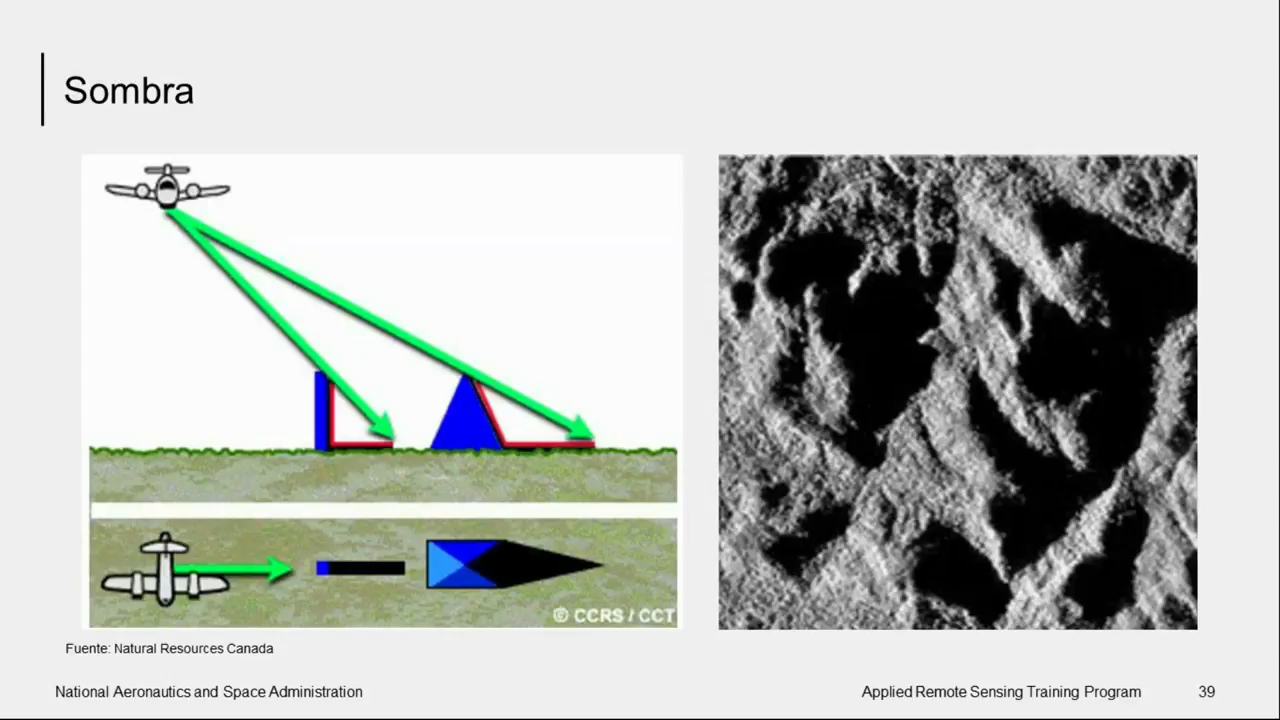 Sombra
© CCRS / CCT
Fuente: Natural Resources Canada
National Aeronautics and Space Administration
Applied Remote Sensing Training Program
39